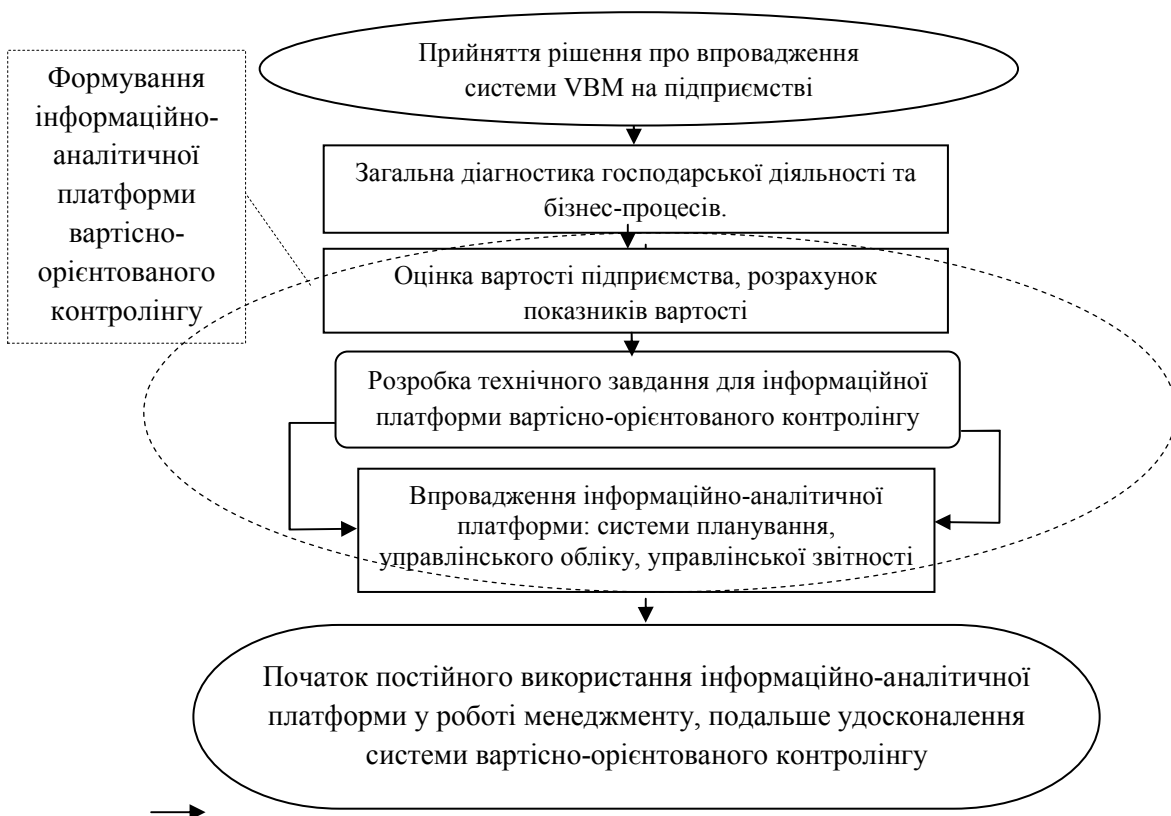 Формування
інформаційно-
аналітичної
платформи
вартісно-
орієнтованого
контролінгу
Прийняття рішення про впровадження
системи VBM на підприємстві
Загальна діагностика господарської діяльності та
бізнес-процесів.
Оцінка вартості підприємства, розрахунок
показників вартості
Розробка технічного завдання для інформаційної
платформи вартісно-орієнтованого контролінгу
Впровадження інформаційно-аналітичної
платформи: системи планування,
управлінського обліку, управлінської звітності
Початок постійного використання інформаційно-аналітичної
платформи у роботі менеджменту, подальше удосконалення
системи вартісно-орієнтованого контролінгу